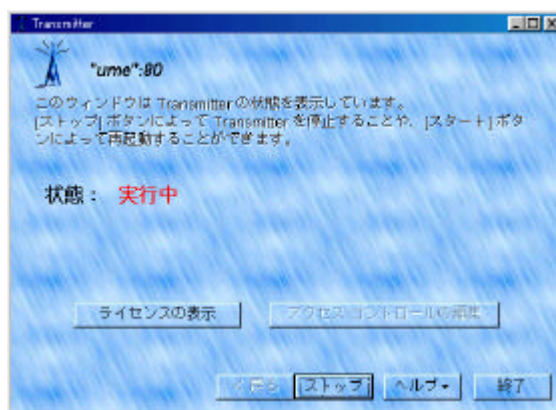 Transmitter
"ume":80
このウィンドウは Transmitter の状態を表示しています。
[ストップ] ボタンによって Transmitter を停止することや、[スタート] ボタ
ンによって再起動することができます。
状態： 実行中
ライセンスの表示
アクセス コントロールの編集
< 戻る
ストップ
ヘルプ
終了